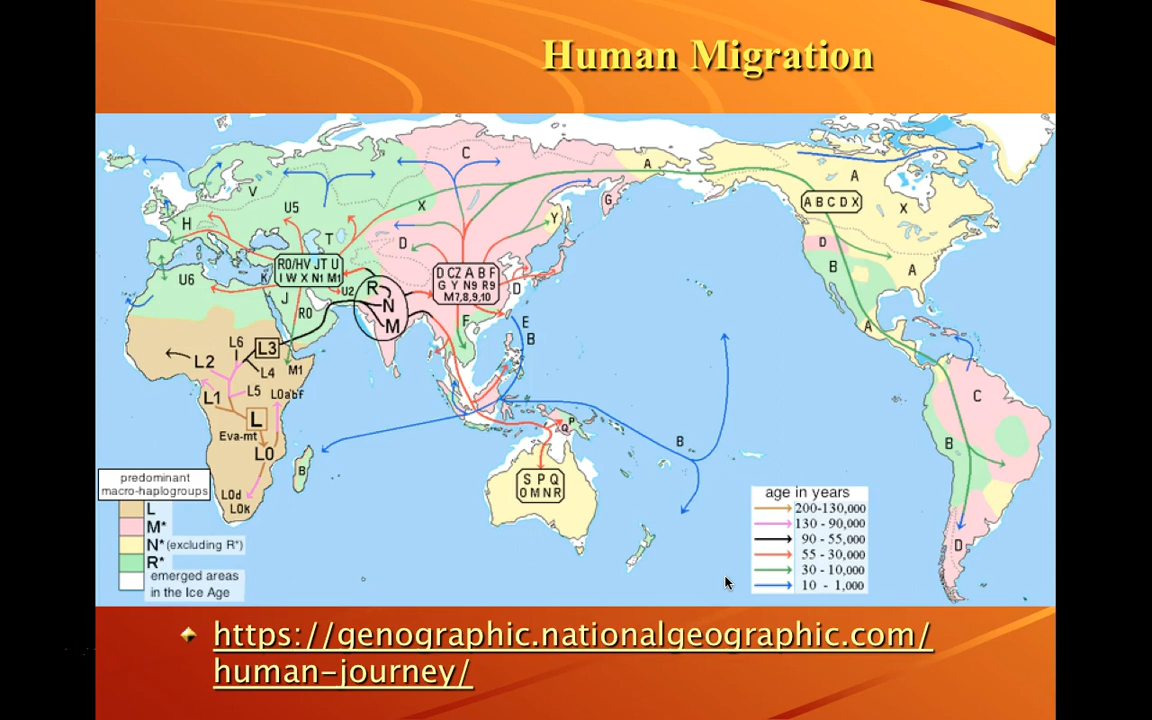 Human Migration
C
A
A
V
G
H
U5
X
A B C D X
X
Y
T
D
D
R0/HV JT U
I W X N1 M1
D CZ A B F
G Y N9 R9
M7,8,9,10
B
A
U6
K
U2
R
D
J
N
R0
M
F
E
A
B
L6
L3
L2
L4
M1
L5
L0a'b'f
C
L1
L
Eva-mt
P
Q
B
B
L0
B
S P Q
O M N R
L0d
L0k
D
predominant
macro-haplogroups
L
M*
N* (excluding R*)
R*
emerged areas
in the Ice Age
age in years
200-130,000
130 - 90,000
90 - 55,000
55 - 30,000
30 - 10,000
10 - 1,000
https://genographic.nationalgeographic.com/
human-journey/